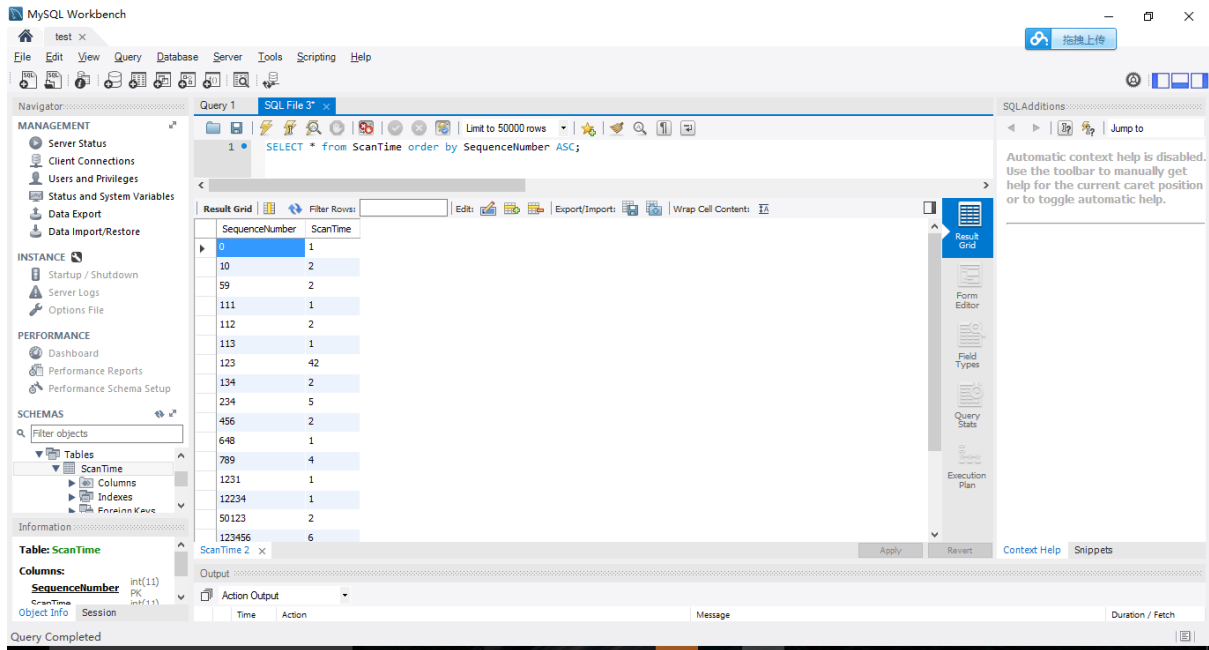 MySQL Workbench
test
拖拽上传
File Edit View Query Database Server Tools Scripting Help
Navigator
MANAGEMENT
Server Status
Client Connections
Users and Privileges
Status and System Variables
Data Export
Data Import/Restore
INSTANCE
Startup / Shutdown
Server Logs
Options File
PERFORMANCE
Dashboard
Performance Reports
Performance Schema Setup
SCHEMAS
Filter objects
Tables
ScanTime
Columns
Indexes
Foreign Keys
Information
Table: ScanTime
Columns:
SequenceNumber int(11) PK
ScanTime int(11)
Object Info Session
Query 1 SQL File 3*
Limit to 50000 rows
1 SELECT * from ScanTime order by SequenceNumber ASC;
Result Grid Filter Rows: Edit: Export/Import: Wrap Cell Content: IA
SequenceNumber ScanTime
0 1
10 2
59 2
111 1
112 2
113 1
123 42
134 2
234 5
456 2
648 1
789 4
1231 1
12234 1
50123 2
123456 6
Result Grid
Form Editor
Field Types
Query Stats
Execution Plan
ScanTime 2
Apply Revert
Output
Action Output
Time Action Message Duration / Fetch
SQLAdditions
Jump to
Automatic context help is disabled.
Use the toolbar to manually get
help for the current caret position
or to toggle automatic help.
Context Help Snippets
Query Completed